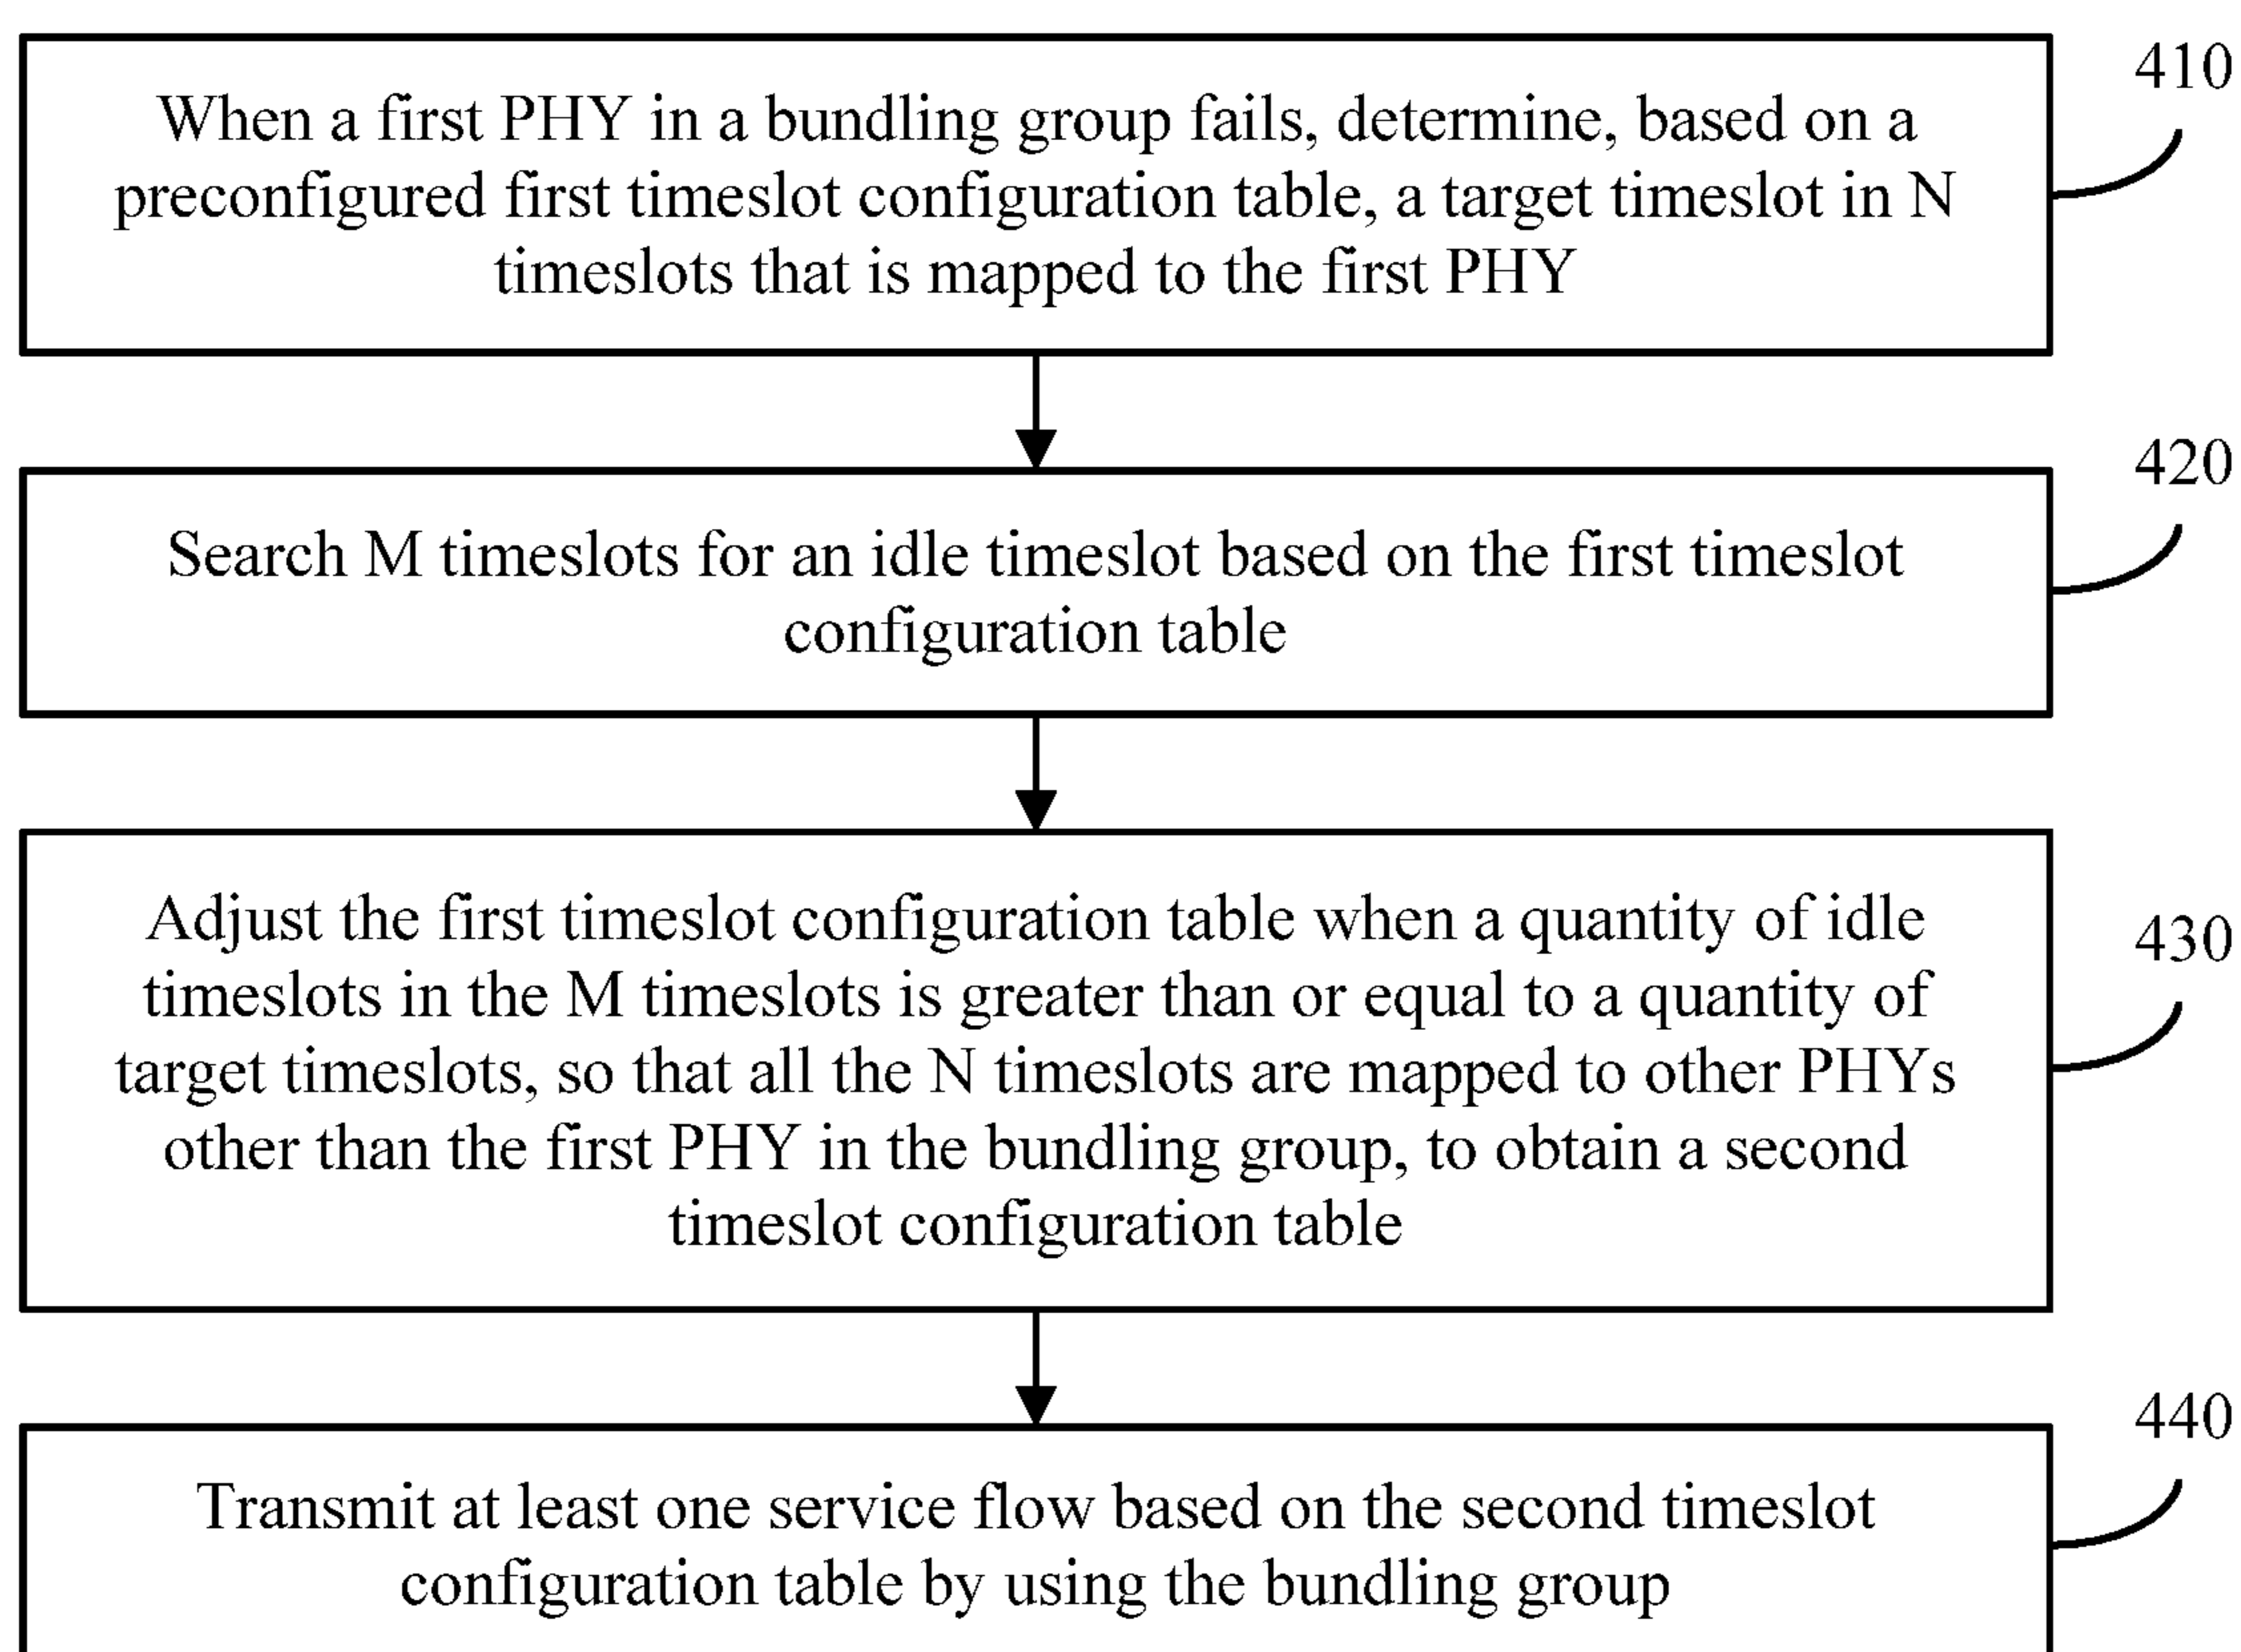 When a first PHY in a bundling group fails, determine, based on a
preconfigured first timeslot configuration table, a target timeslot in N
timeslots that is mapped to the first PHY
410
Search M timeslots for an idle timeslot based on the first timeslot
configuration table
420
Adjust the first timeslot configuration table when a quantity of idle
timeslots in the M timeslots is greater than or equal to a quantity of
target timeslots, so that all the N timeslots are mapped to other PHYs
other than the first PHY in the bundling group, to obtain a second
timeslot configuration table
430
Transmit at least one service flow based on the second timeslot
configuration table by using the bundling group
440